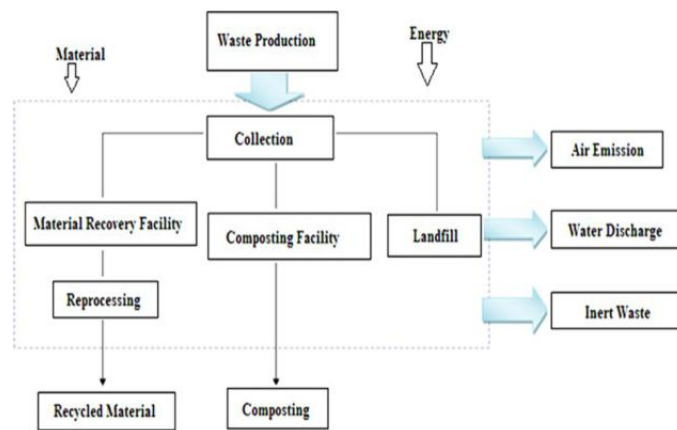 Waste Production
Energy
Material
Collection
Air Emission
Material Recovery Facility
Composting Facility
Landfill
Water Discharge
Reprocessing
Inert Waste
Recycled Material
Composting